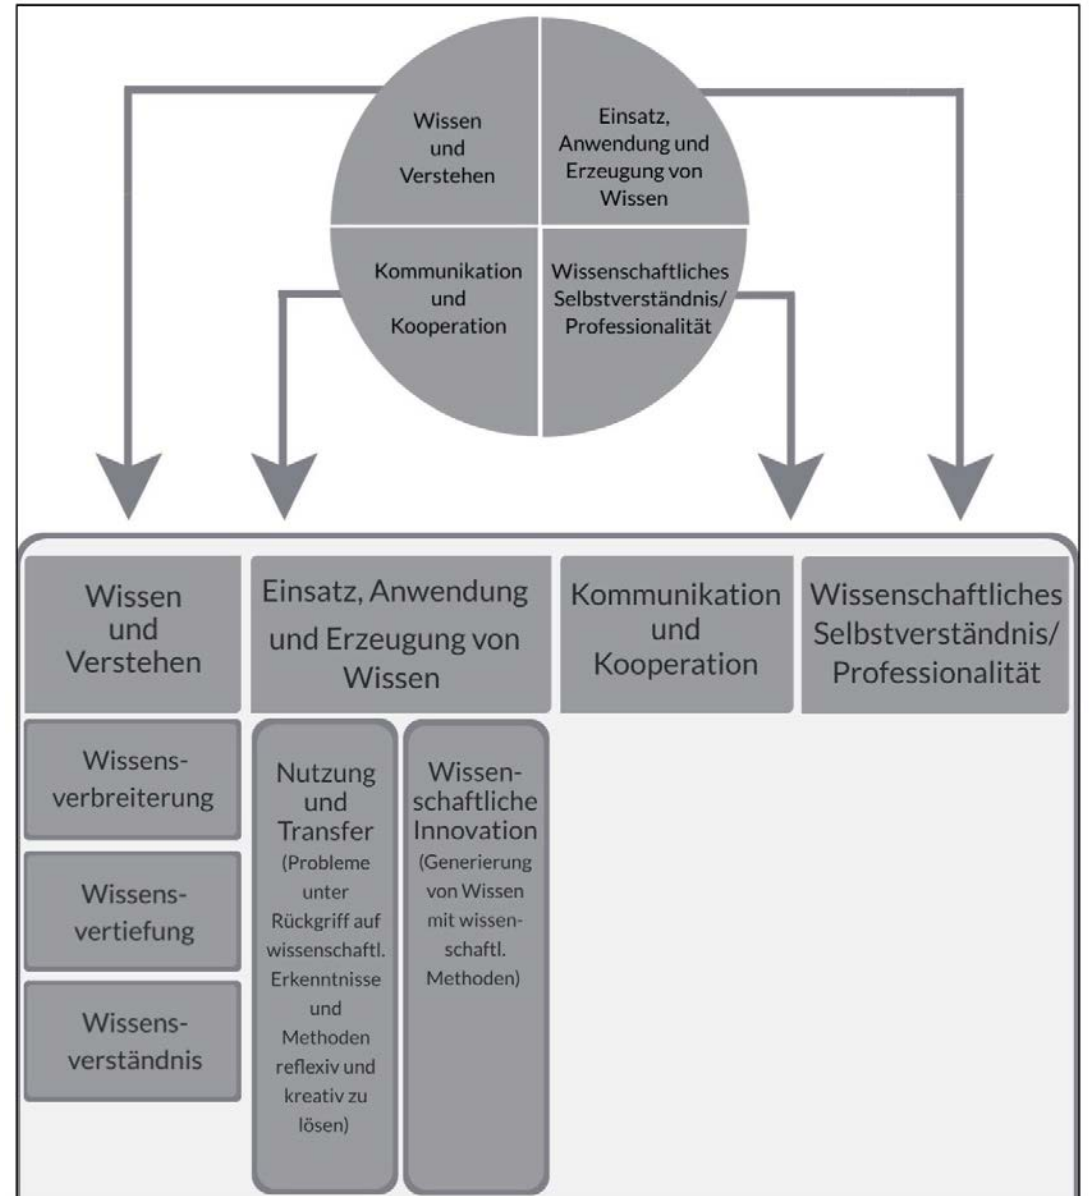 Wissen
und
Verstehen
Einsatz,
Anwendung und
Erzeugung von
Wissen
Kommunikation
und
Kooperation
Wissenschaftliches
Selbstverständnis/
Professionalität
Wissen
und
Verstehen
Einsatz, Anwendung
und Erzeugung von
Wissen
Kommunikation
und
Kooperation
Wissenschaftliches
Selbstverständnis/
Professionalität
Wissens-
verbreiterung
Wissens-
vertiefung
Wissens-
verständnis
Nutzung
und
Transfer
(Probleme
unter
Rückgriff auf
wissenschaftl.
Erkenntnisse
und
Methoden
reflexiv und
kreativ zu
lösen)
Wissen-
schaftliche
Innovation
(Generierung
von Wissen
mit wissen-
schaftl.
Methoden)